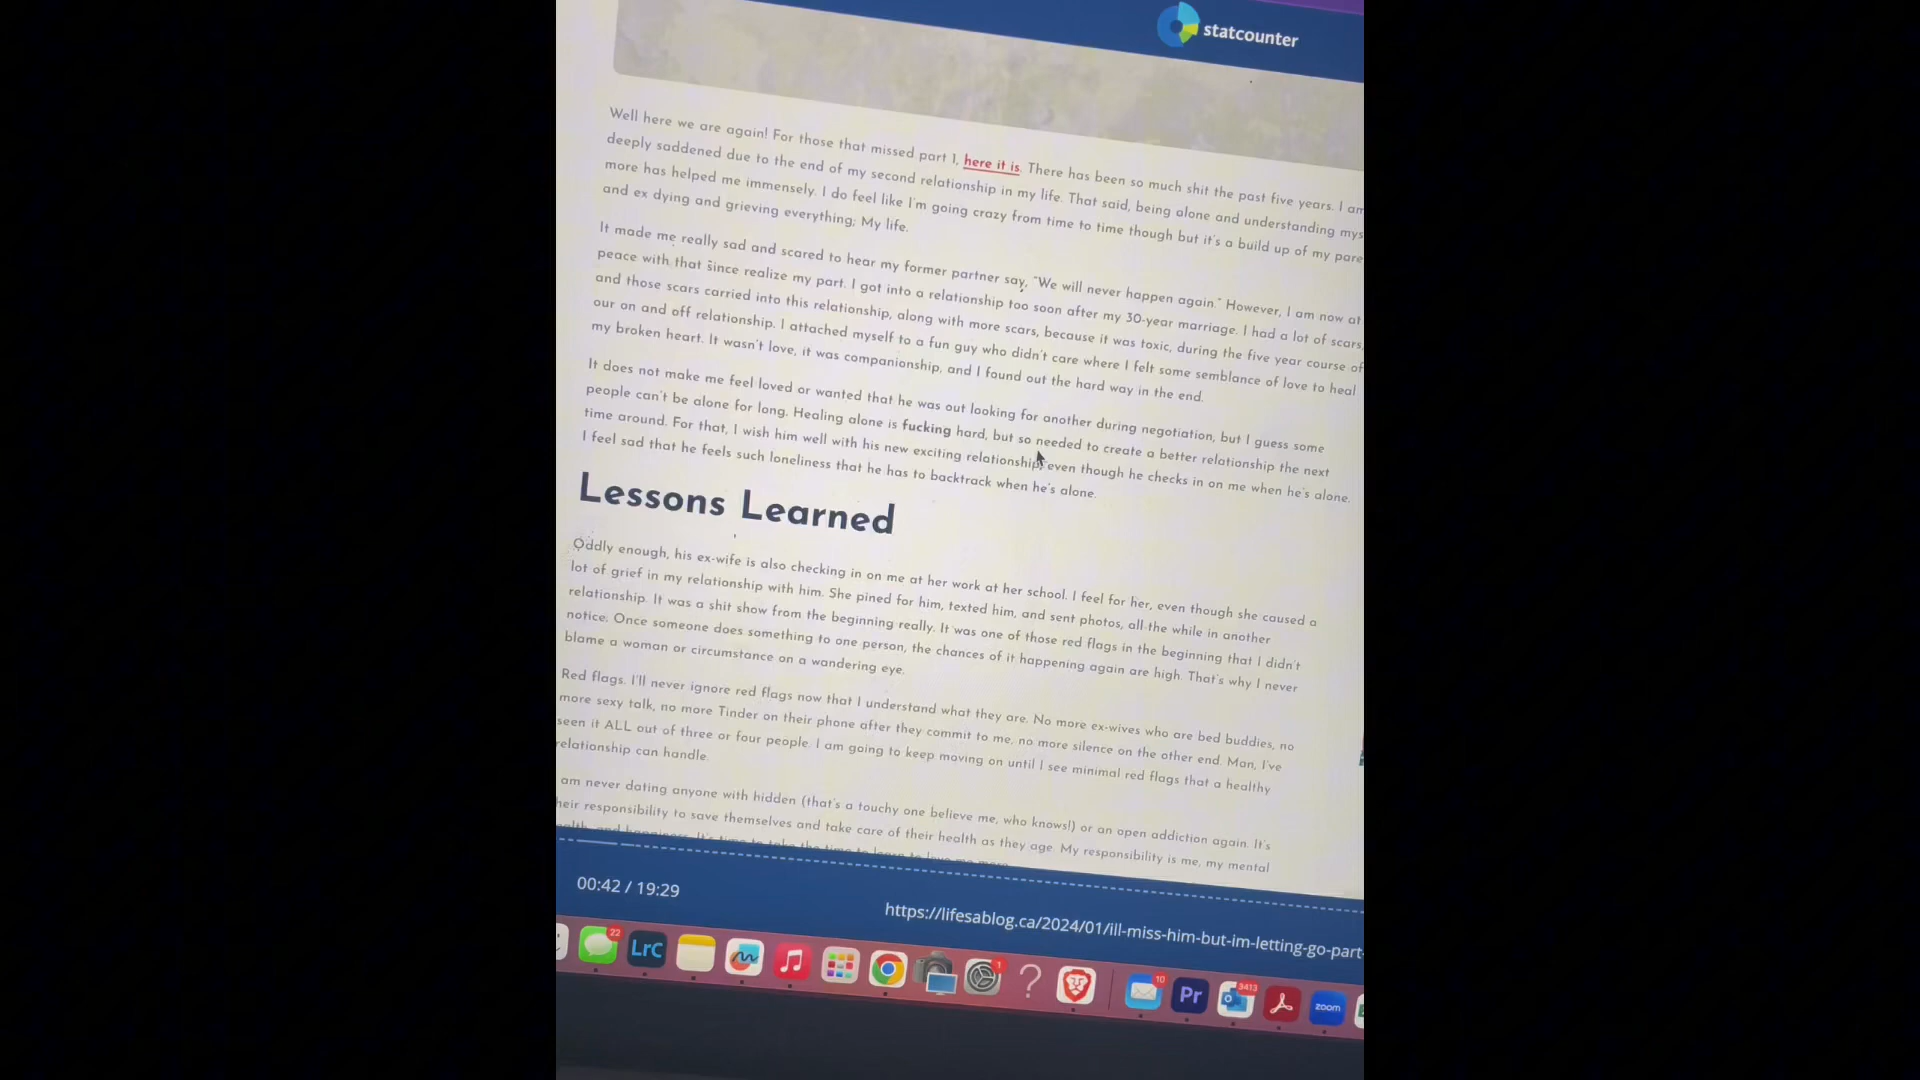 statcounter
Well here we are again! For those that missed part 1, here it is. There has been so much shit the past five years. I am
deeply saddened due to the end of my second relationship in my life. That said, being alone and understanding mys
more has helped me immensely. I do feel like I'm going crazy from time to time though but it's a build up of my pare
and ex dying and grieving everything; My life.
It made me really sad and scared to hear my former partner say, "We will never happen again." However, I am now at
peace with that since realize my part. I got into a relationship too soon after my 30-year marriage. I had a lot of scars,
and those scars carried into this relationship, along with more scars, because it was toxic, during the five year course of
our on and off relationship. I attached myself to a fun guy who didn't care where I felt some semblance of love to heal
my broken heart. It wasn't love, it was companionship, and I found out the hard way in the end.
It does not make me feel loved or wanted that he was out looking for another during negotiation, but I guess some
people can't be alone for long. Healing alone is fucking hard, but so needed to create a better relationship the next
time around. For that, I wish him well with his new exciting relationship, even though he checks in on me when he's alone.
I feel sad that he feels such loneliness that he has to backtrack when he's alone.
Lessons Learned
Oddly enough, his ex-wife is also checking in on me at her work at her school. I feel for her, even though she caused a
lot of grief in my relationship with him. She pined for him, texted him, and sent photos, all the while in another
relationship. It was a shit show from the beginning really. It was one of those red flags in the beginning that I didn't
notice. Once someone does something to one person, the chances of it happening again are high. That's why I never
blame a woman or circumstance on a wandering eye.
Red flags. I'll never ignore red flags now that I understand what they are. No more ex-wives who are bed buddies, no
more sexy talk, no more Tinder on their phone after they commit to me, no more silence on the other end. Man, I've
seen it ALL out of three or four people. I am going to keep moving on until I see minimal red flags that a healthy
relationship can handle.
am never dating anyone with hidden (that's a touchy one believe me, who knows!) or an open addiction again. It's
heir responsibility to save themselves and take care of their health as they age. My responsibility is me, my mental
ealth, and happiness. It's time to take the time to learn to love me more.
00:42 / 19:29
https://lifesablog.ca/2024/01/ill-miss-him-but-im-letting-go-part-
22
LrC
1
10
Pr
3413
zoom